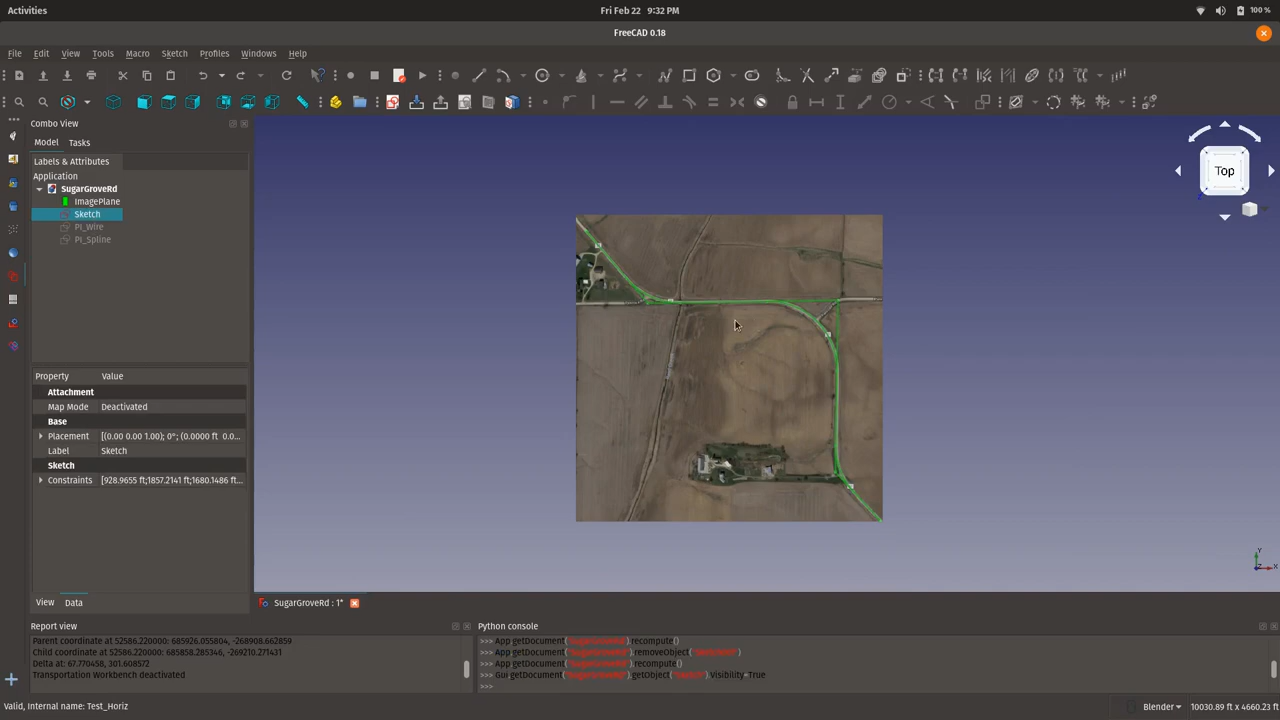 Activities
Fri Feb 22 9:32 PM
100 %
FreeCAD 0.18
File Edit View Tools Macro Sketch Profiles Windows Help
Combo View
Model Tasks
Labels & Attributes
Application
SugarGroveRd
ImagePlane
Sketch
PI_Wire
PI_Spline
Top
Property Value
Attachment
Map Mode Deactivated
Base
Placement [(0.00 0.00 1.00); 0°; (0.0000 ft 0.0...
Label Sketch
Sketch
Constraints [928.9655 ft;1857.2141 ft;1680.1486 ft...
Y
X
View Data
SugarGroveRd : 1*
Report view
Parent coordinate at 52586.220000: 685926.055804, -268908.662859
Child coordinate at 52586.220000: 685858.285346, -269210.271431
Delta at: 67.770458, 301.608572
Transportation Workbench deactivated
Python console
>>> App getDocument("SugarGroveRd").recompute()
>>> App getDocument("SugarGroveRd").removeObject(
>>> App getDocument("SugarGroveRd").recompute()
>>> Gui getDocument("SugarGroveRd").getObject("Sketch") Visibility=True
>>>
Valid, Internal name: Test_Horiz
Blender
10030.89 ft x 4660.23 ft